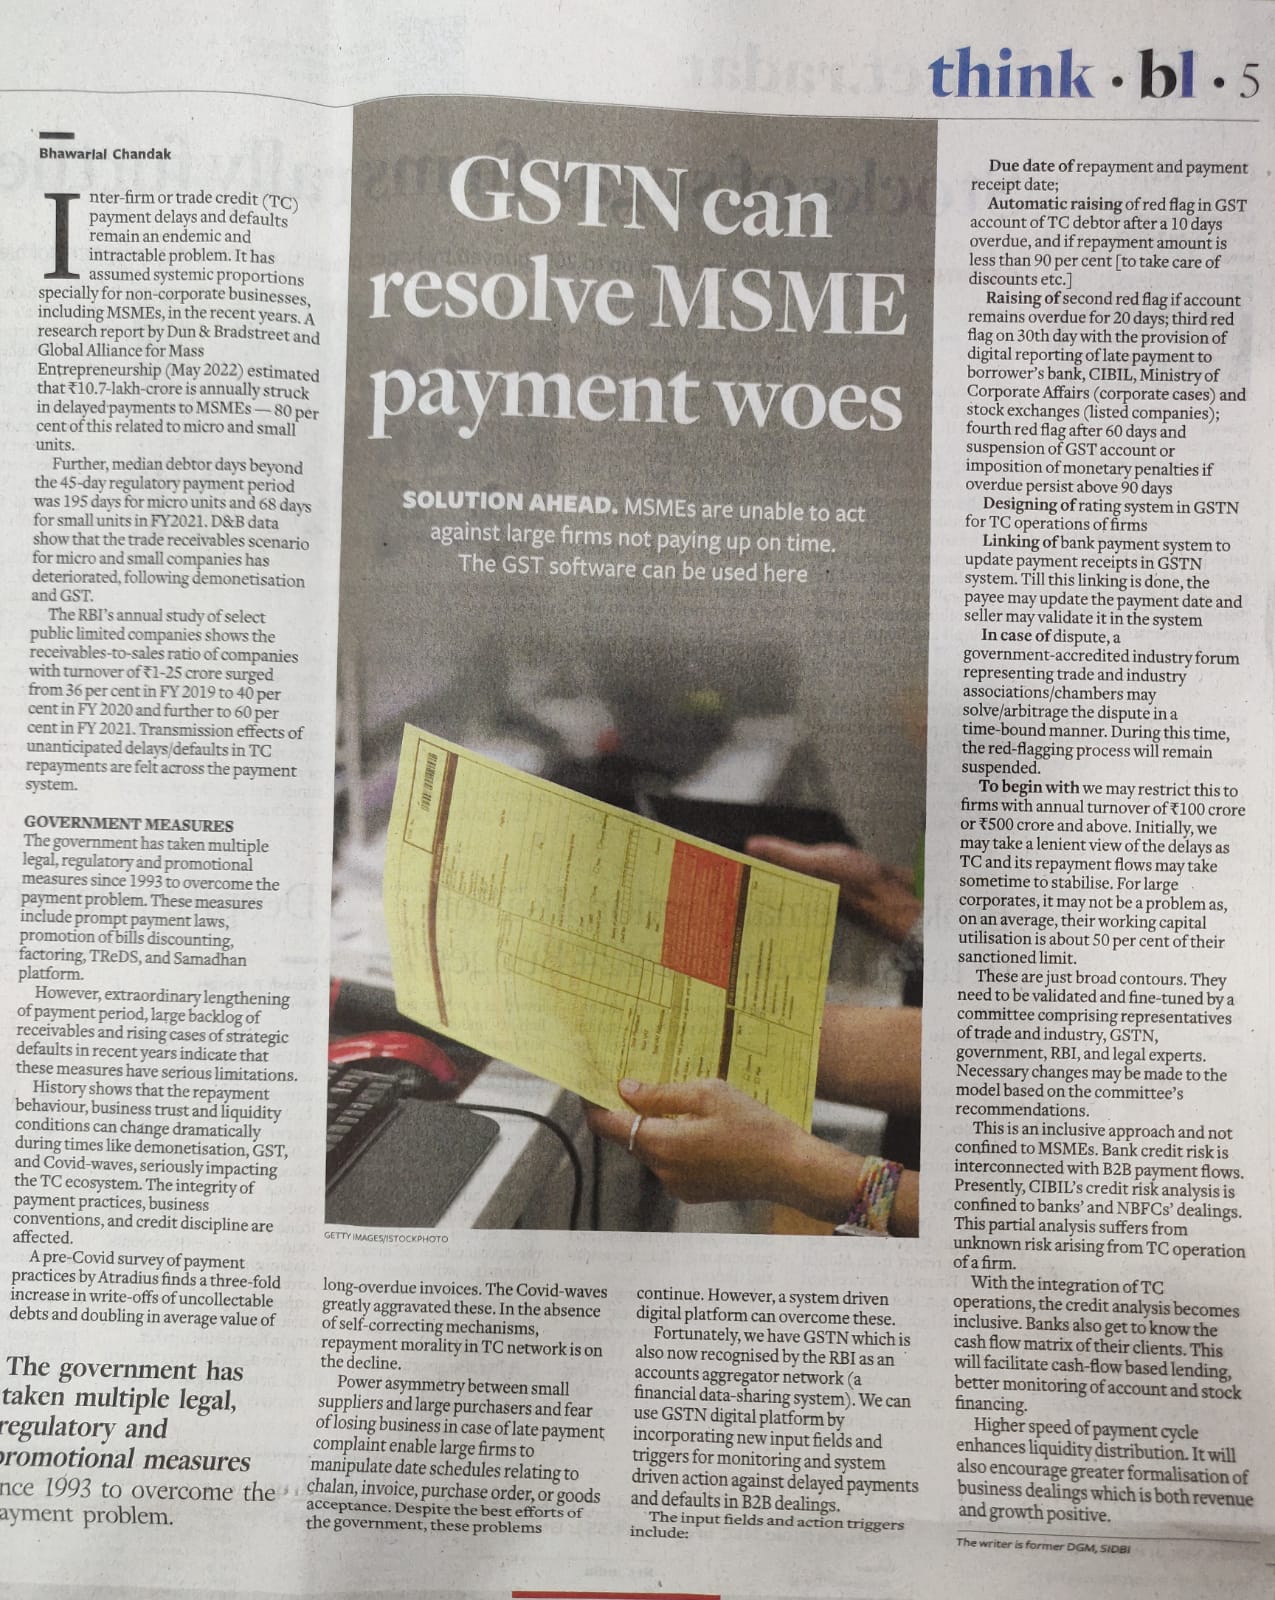 think · bl · 5
Bhawarlal Chandak
GSTN can
resolve MSME
payment woes
SOLUTION AHEAD. MSMEs are unable to act
against large firms not paying up on time.
The GST software can be used here
Inter-firm or trade credit (TC)
payment delays and defaults
remain an endemic and
intractable problem. It has
assumed systemic proportions
specially for non-corporate businesses,
including MSMEs, in the recent years. A
research report by Dun & Bradstreet and
Global Alliance for Mass
Entrepreneurship (May 2022) estimated
that ₹10.7-lakh-crore is annually struck
in delayed payments to MSMEs — 80 per
cent of this related to micro and small
units.
Further, median debtor days beyond
the 45-day regulatory payment period
was 195 days for micro units and 68 days
for small units in FY2021. D&B data
show that the trade receivables scenario
for micro and small companies has
deteriorated, following demonetisation
and GST.
The RBI's annual study of select
public limited companies shows the
receivables-to-sales ratio of companies
with turnover of ₹1-25 crore surged
from 36 per cent in FY 2019 to 40 per
cent in FY 2020 and further to 60 per
cent in FY 2021. Transmission effects of
unanticipated delays/defaults in TC
repayments are felt across the payment
system.
GOVERNMENT MEASURES
The government has taken multiple
legal, regulatory and promotional
measures since 1993 to overcome the
payment problem. These measures
include prompt payment laws,
promotion of bills discounting,
factoring, TReDS, and Samadhan
platform.
However, extraordinary lengthening
of payment period, large backlog of
receivables and rising cases of strategic
defaults in recent years indicate that
these measures have serious limitations.
History shows that the repayment
behaviour, business trust and liquidity
conditions can change dramatically
during times like demonetisation, GST,
and Covid-waves, seriously impacting
the TC ecosystem. The integrity of
payment practices, business
conventions, and credit discipline are
affected.
A pre-Covid survey of payment
practices by Atradius finds a three-fold
increase in write-offs of uncollectable
debts and doubling in average value of
The government has
taken multiple legal,
regulatory and
promotional measures
nce 1993 to overcome the
ayment problem.
GETTY IMAGES/ISTOCKPHOTO
long-overdue invoices. The Covid-waves
greatly aggravated these. In the absence
of self-correcting mechanisms,
repayment morality in TC network is on
the decline.
Power asymmetry between small
suppliers and large purchasers and fear
of losing business in case of late payment
complaint enable large firms to
manipulate date schedules relating to
chalan, invoice, purchase order, or goods
acceptance. Despite the best efforts of
the government, these problems
continue. However, a system driven
digital platform can overcome these.
Fortunately, we have GSTN which is
also now recognised by the RBI as an
accounts aggregator network (a
financial data-sharing system). We can
use GSTN digital platform by
incorporating new input fields and
triggers for monitoring and system
driven action against delayed payments
and defaults in B2B dealings.
The input fields and action triggers
include:
Due date of repayment and payment
receipt date;
Automatic raising of red flag in GST
account of TC debtor after a 10 days
overdue, and if repayment amount is
less than 90 per cent [to take care of
discounts etc.]
Raising of second red flag if account
remains overdue for 20 days; third red
flag on 30th day with the provision of
digital reporting of late payment to
borrower's bank, CIBIL, Ministry of
Corporate Affairs (corporate cases) and
stock exchanges (listed companies);
fourth red flag after 60 days and
suspension of GST account or
imposition of monetary penalties if
overdue persist above 90 days
Designing of rating system in GSTN
for TC operations of firms
Linking of bank payment system to
update payment receipts in GSTN
system. Till this linking is done, the
payee may update the payment date and
seller may validate it in the system
In case of dispute, a
government-accredited industry forum
representing trade and industry
associations/chambers may
solve/arbitrage the dispute in a
time-bound manner. During this time,
the red-flagging process will remain
suspended.
To begin with we may restrict this to
firms with annual turnover of ₹100 crore
or ₹500 crore and above. Initially, we
may take a lenient view of the delays as
TC and its repayment flows may take
sometime to stabilise. For large
corporates, it may not be a problem as,
on an average, their working capital
utilisation is about 50 per cent of their
sanctioned limit.
These are just broad contours. They
need to be validated and fine-tuned by a
committee comprising representatives
of trade and industry, GSTN,
government, RBI, and legal experts.
Necessary changes may be made to the
model based on the committee's
recommendations.
This is an inclusive approach and not
confined to MSMEs. Bank credit risk is
interconnected with B2B payment flows.
Presently, CIBIL's credit risk analysis is
confined to banks' and NBFCs' dealings.
This partial analysis suffers from
unknown risk arising from TC operation
of a firm.
With the integration of TC
operations, the credit analysis becomes
inclusive. Banks also get to know the
cash flow matrix of their clients. This
will facilitate cash-flow based lending,
better monitoring of account and stock
financing.
Higher speed of payment cycle
enhances liquidity distribution. It will
also encourage greater formalisation of
business dealings which is both revenue
and growth positive.
The writer is former DGM, SIDBI